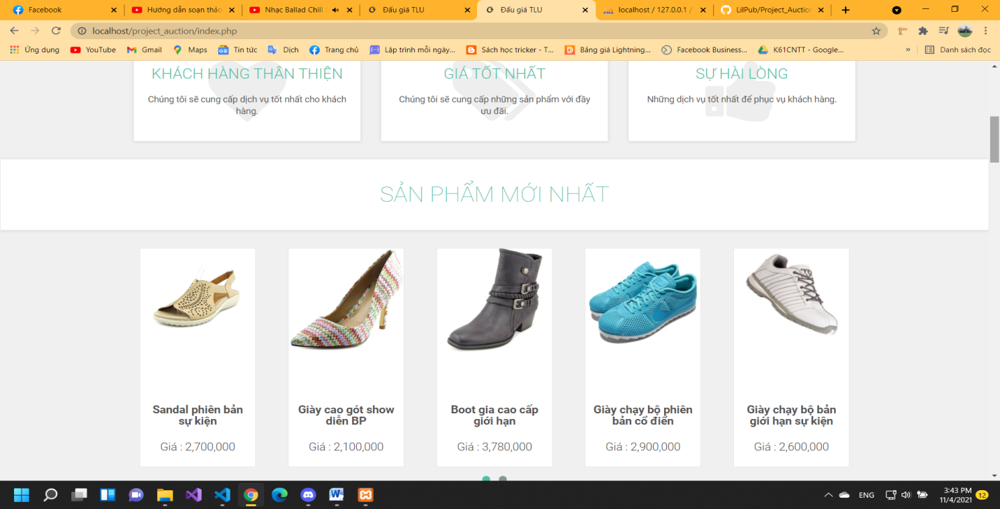 Facebook
Hướng dẫn soạn thảo
Nhạc Ballad Chill
Đấu giá TLU
Đấu giá TLU
localhost / 127.0.0.1 /
LilPub/Project_Auction
localhost/project_auction/index.php
Ứng dụng
YouTube
Gmail
Maps
Tin tức
Dịch
Trang chủ
Lập trình mỗi ngày...
Sách học tricker - T...
Bảng giá Lightning...
Facebook Business...
K61CNTT - Google...
»
Danh sách đọc
KHÁCH HÀNG THÂN THIỆN
Chúng tôi sẽ cung cấp dịch vụ tốt nhất cho khách
hàng.
GIÁ TỐT NHẤT
Chúng tôi sẽ cung cấp những sản phẩm với đầy
ưu đãi.
SỰ HÀI LÒNG
Những dịch vụ tốt nhất để phục vụ khách hàng.
SẢN PHẨM MỚI NHẤT
Sandal phiên bản
sự kiện
Giá : 2,700,000
Giày cao gót show
diễn BP
Giá : 2,100,000
Boot gia cao cấp
giới hạn
Giá : 3,780,000
Giày chạy bộ phiên
bản cổ điển
Giá : 2,900,000
Giày chạy bộ bản
giới hạn sự kiện
Giá : 2,600,000
ENG
3:43 PM
11/4/2021
12